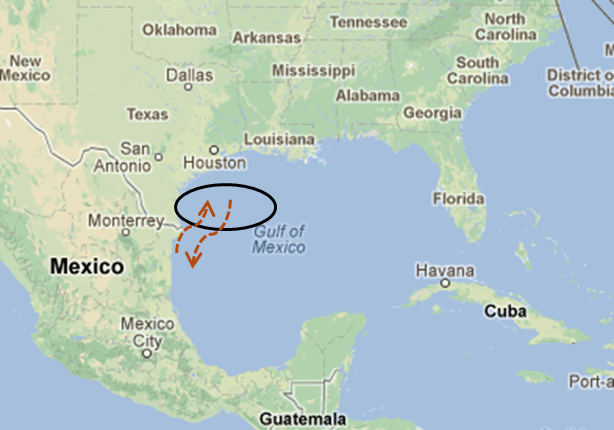 Oklahoma
Tennessee
North
Carolina
Arkansas
New
Mexico
Dallas
Mississippi
South
Carolina
District o
Columbia
Alabama
Texas
Georgia
Louisiana
San
Antonio
Houston
Florida
Monterrey
Gulf of
Mexico
Mexico
Havana
Cuba
Mexico
City
Port-a
Guatemala